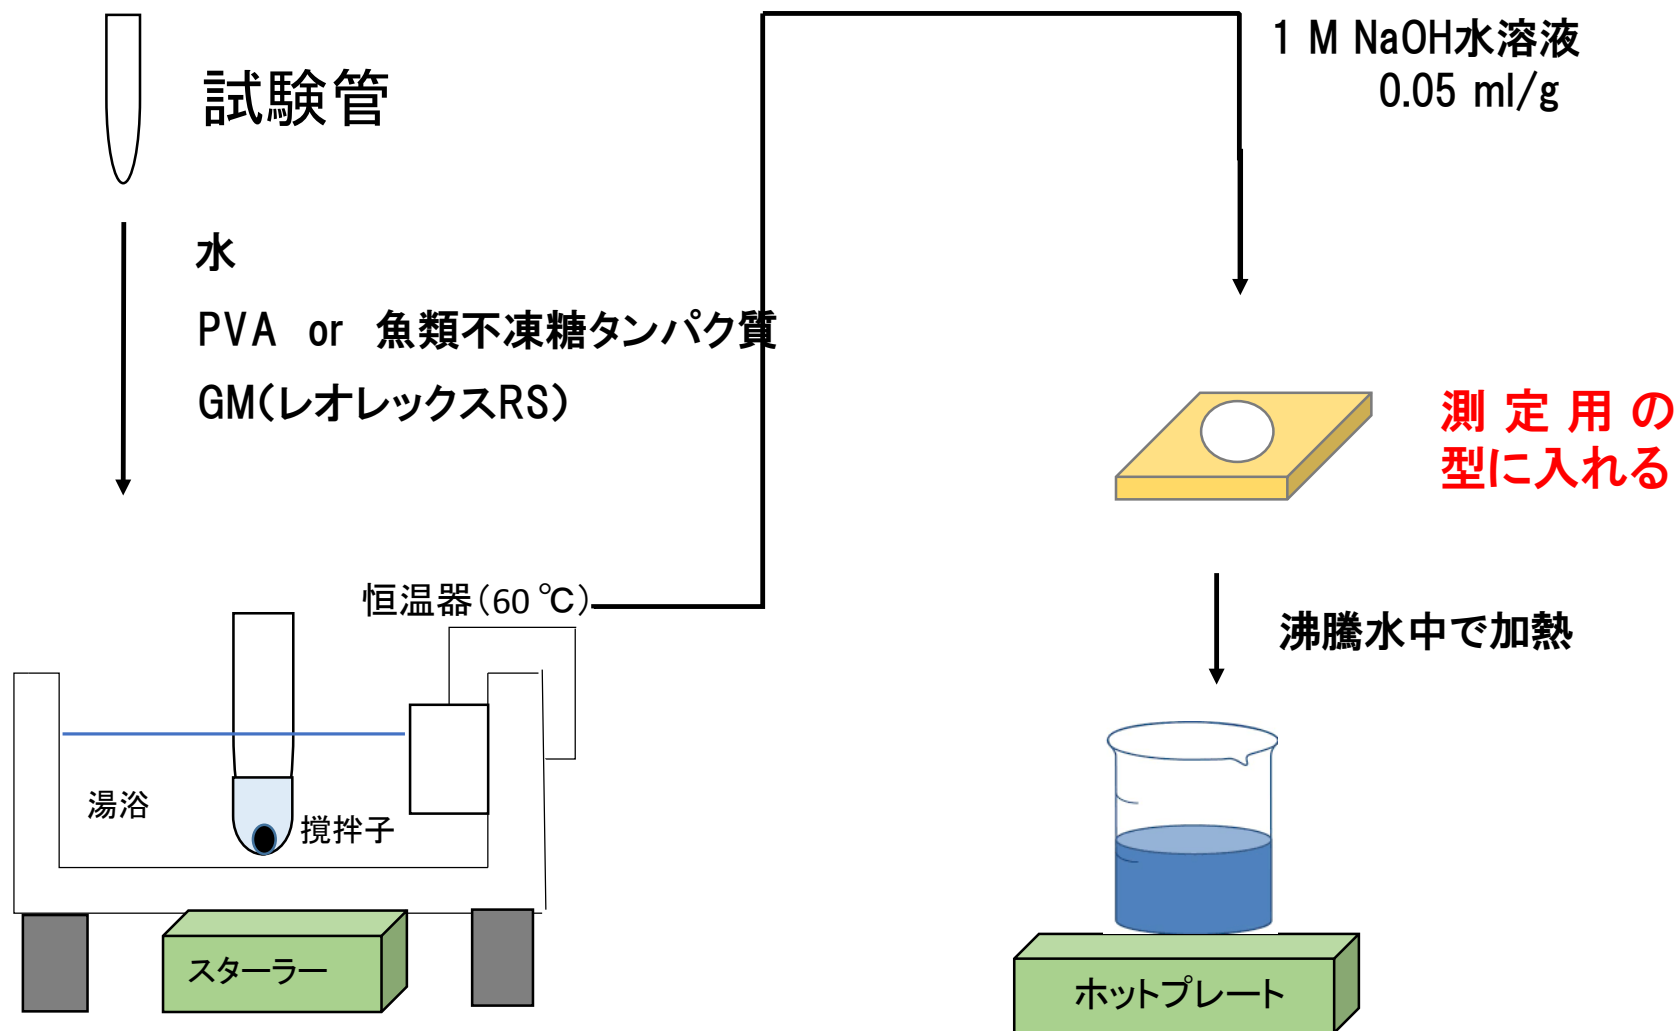 試験管
水
PVA or 魚類不凍糖タンパク質
GM(レオレックスRS)
恒温器(60 ℃)
湯浴
撹拌子
スターラー
1 M NaOH水溶液
0.05 ml/g
測定用の
型に入れる
沸騰水中で加熱
ホットプレート